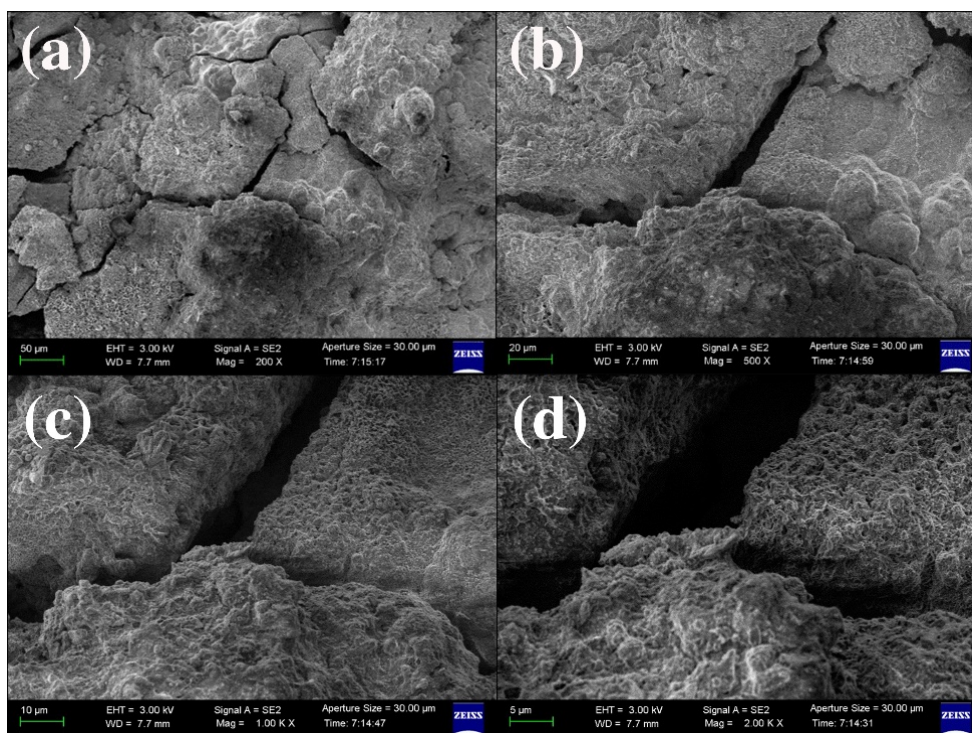 (a)
50 µm
EHT = 3.00 kV
WD = 7.7 mm
Signal A = SE2
Mag = 200 X
Aperture Size = 30.00 µm
Time: 7:15:17
ZEISS
(b)
20 µm
EHT = 3.00 kV
WD = 7.7 mm
Signal A = SE2
Mag = 500 X
Aperture Size = 30.00 µm
Time: 7:14:59
ZEISS
(c)
10 µm
EHT = 3.00 kV
WD = 7.7 mm
Signal A = SE2
Mag = 1.00 K X
Aperture Size = 30.00 µm
Time: 7:14:47
ZEISS
(d)
5 µm
EHT = 3.00 kV
WD = 7.7 mm
Signal A = SE2
Mag = 2.00 K X
Aperture Size = 30.00 µm
Time: 7:14:31
ZEISS